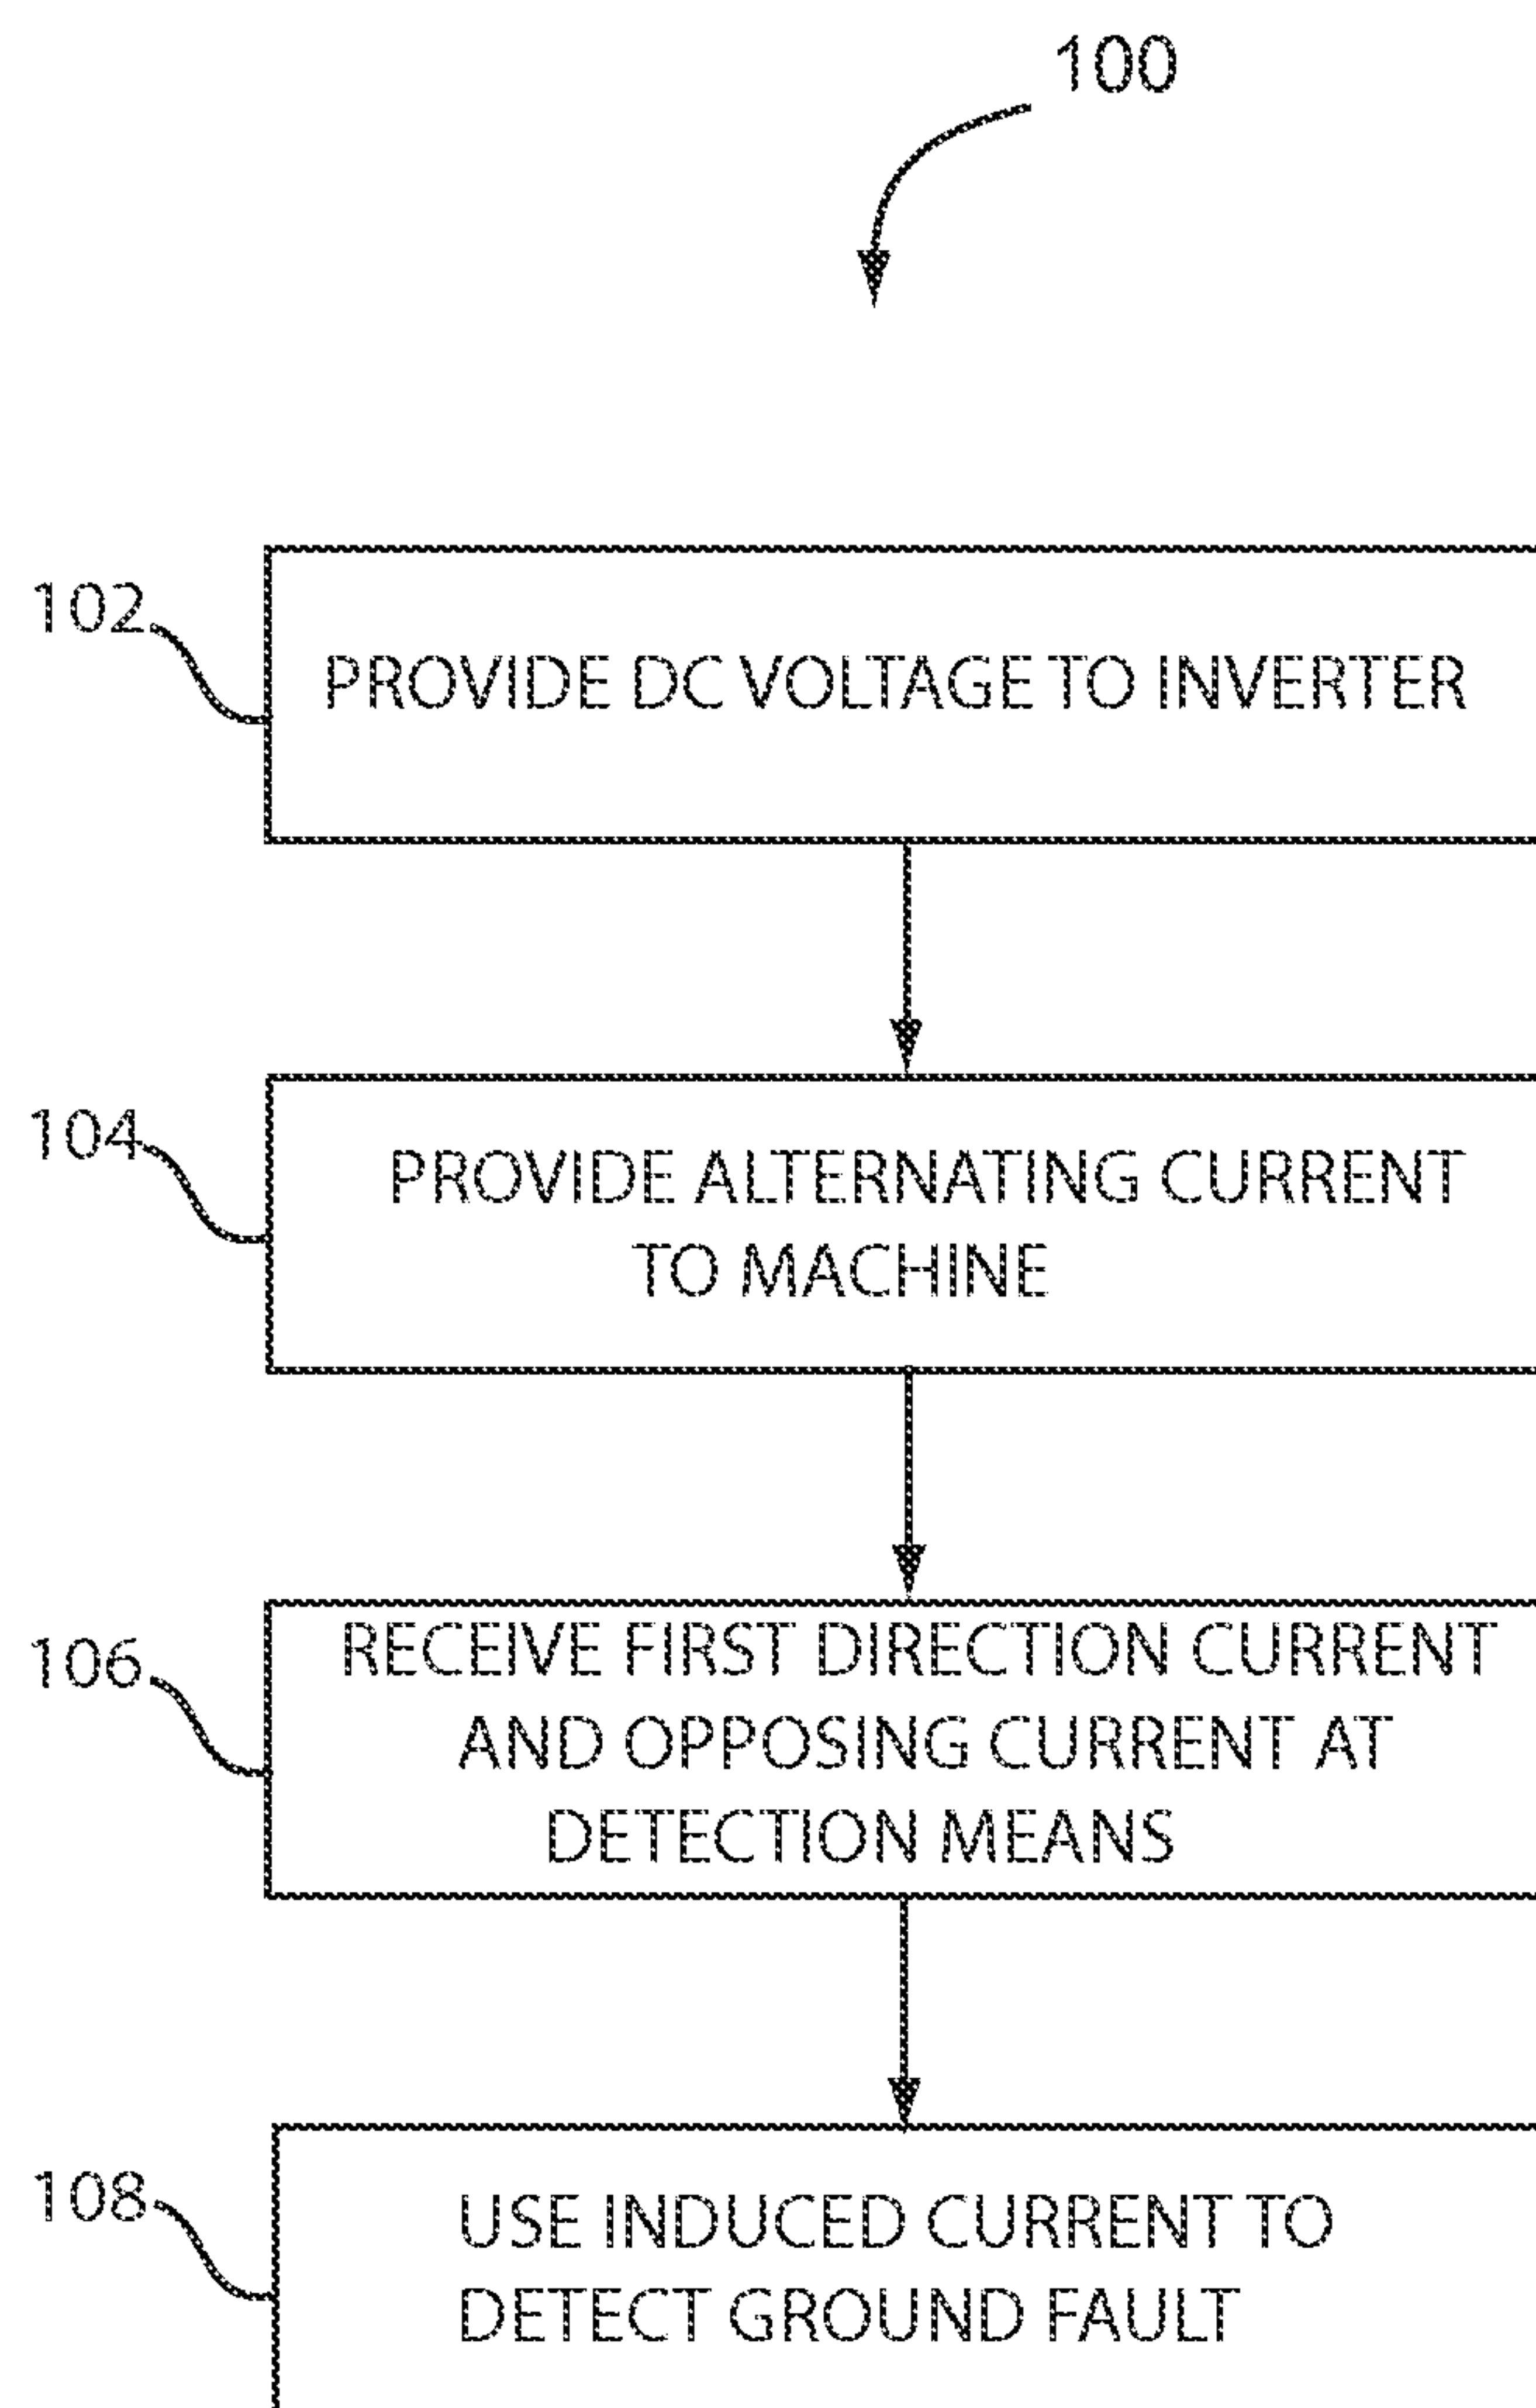 100
102
PROVIDE DC VOLTAGE TO INVERTER
104
PROVIDE ALTERNATING CURRENT
TO MACHINE
106
RECEIVE FIRST DIRECTION CURRENT
AND OPPOSING CURRENT AT
DETECTION MEANS
108
USE INDUCED CURRENT TO
DETECT GROUND FAULT